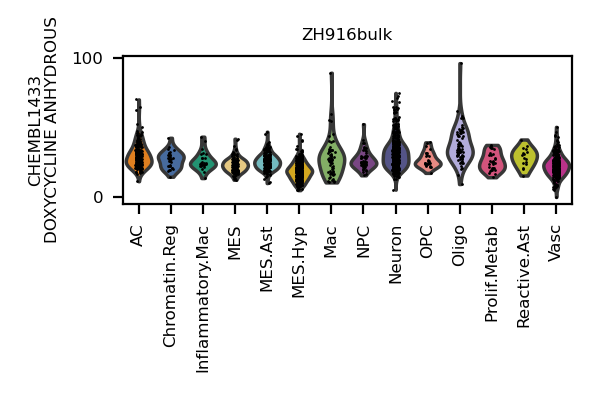 ZH916bulk
CHEMBL1433
DOXYCYCLINE ANHYDROUS
100
0
AC
Chromatin.Reg
Inflammatory.Mac
MES
MES.Ast
MES.Hyp
Mac
NPC
Neuron
OPC
Oligo
Prolif.Metab
Reactive.Ast
Vasc